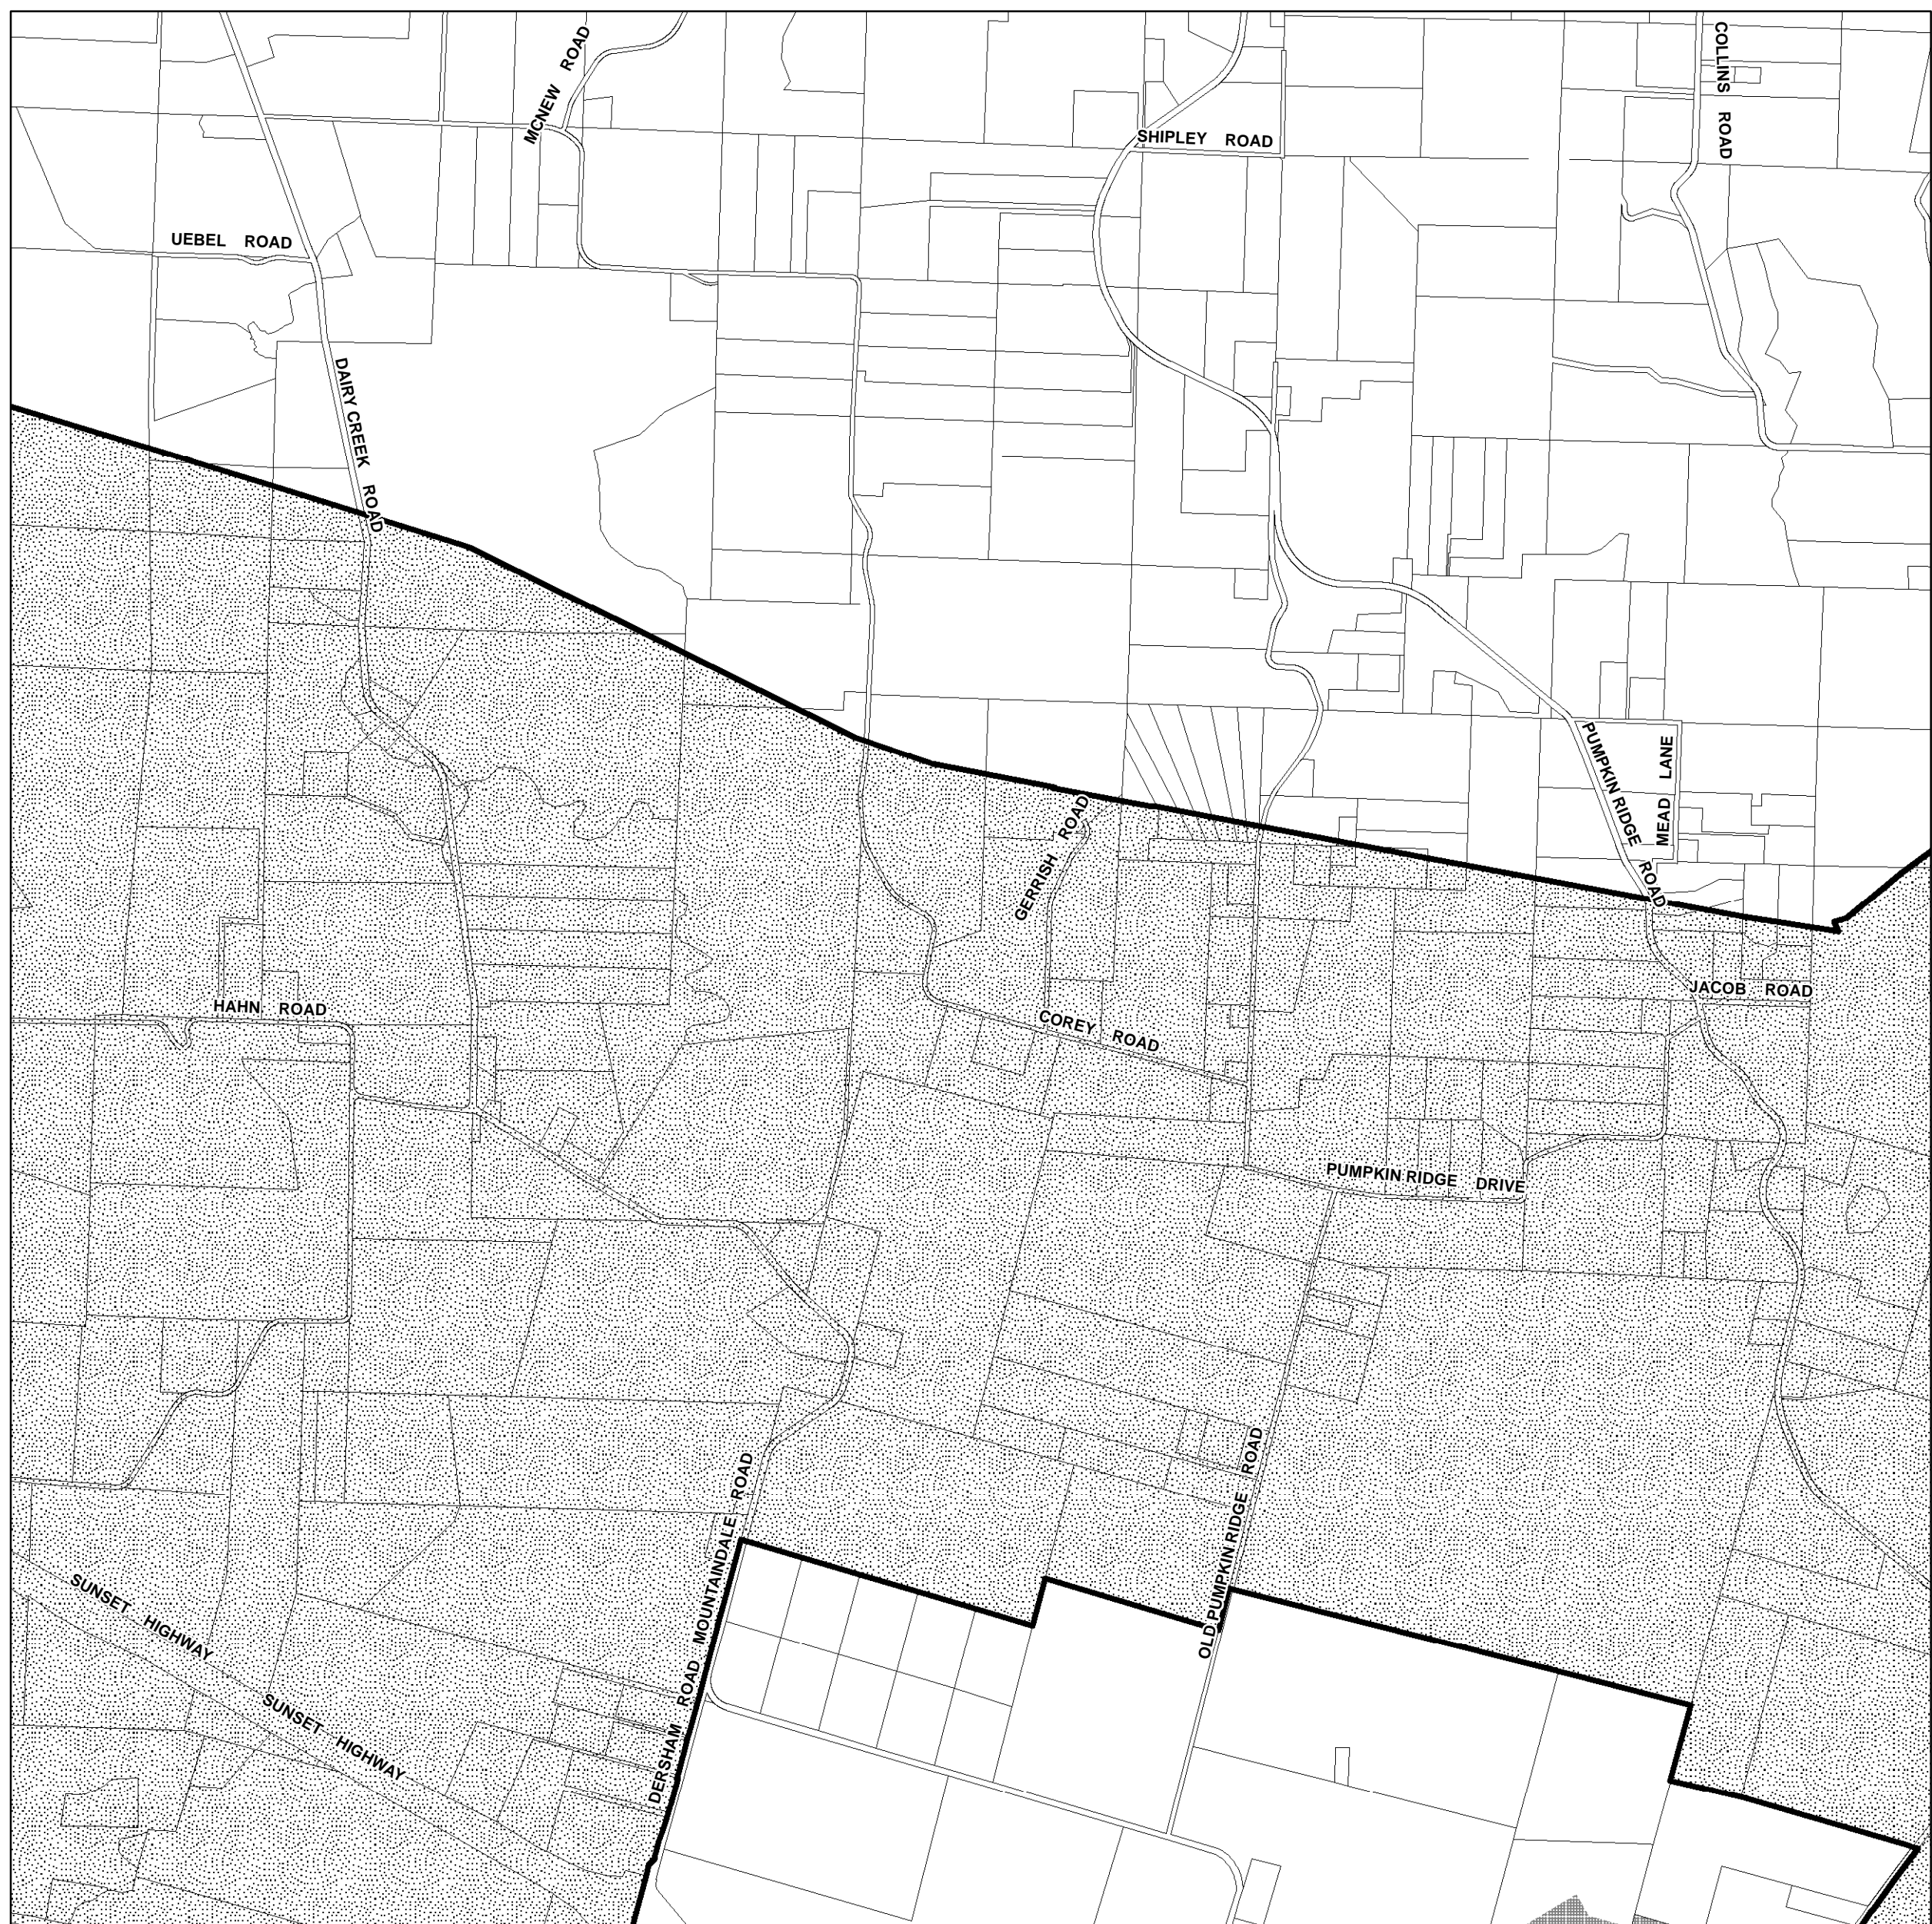 MCNEW ROAD
COLLINS ROAD
SHIPLEY ROAD
UEBEL ROAD
DAIRY CREEK ROAD
PUMPKIN RIDGE ROAD
MEAD LANE
GERRISH ROAD
JACOB ROAD
HAHN ROAD
COREY ROAD
PUMPKIN RIDGE DRIVE
MOUNTAINDALE ROAD
OLD PUMPKIN RIDGE ROAD
SUNSET HIGHWAY
SUNSET HIGHWAY
DERSHAM ROAD